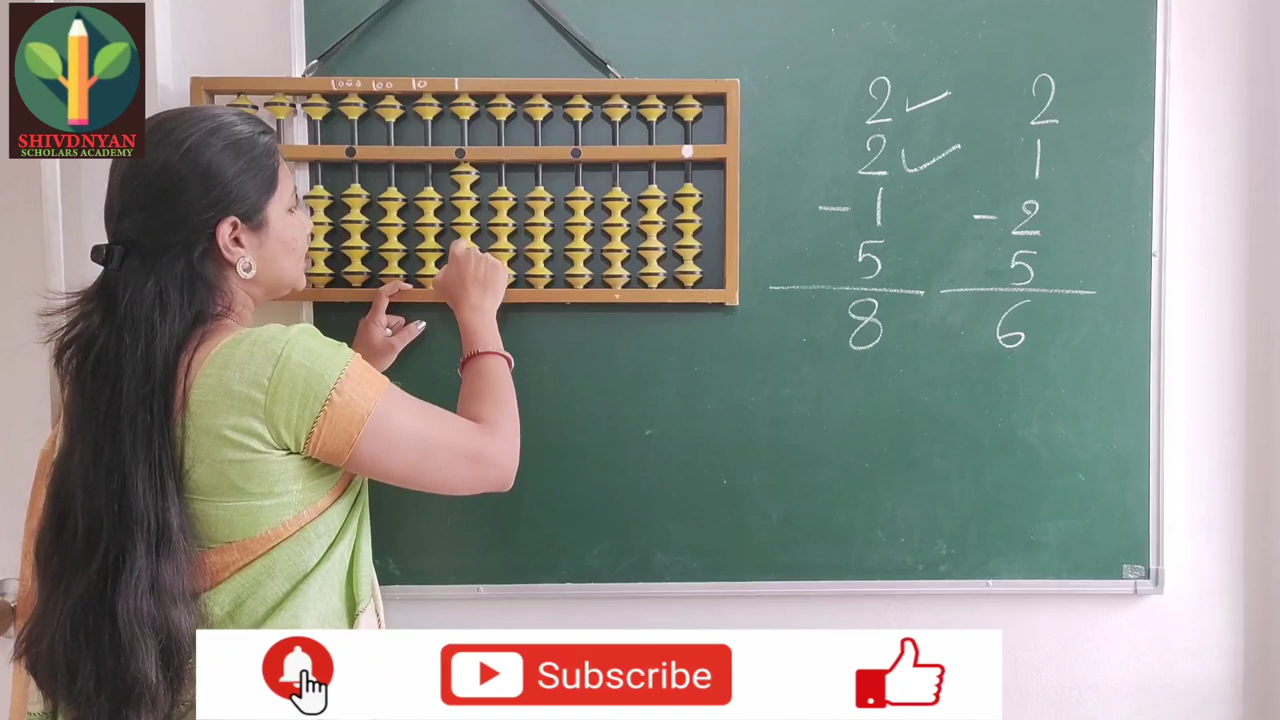 SHIVDNYAN
SCHOLARS ACADEMY
1000 100 10 1
2 ✓
2 ✓
-1
5
8
2
1
-2
5
6
Subscribe